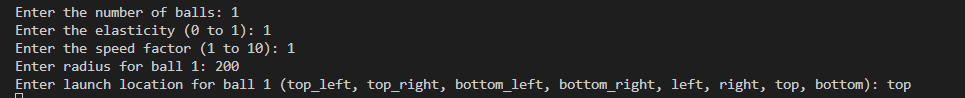 Enter the number of balls: 1
Enter the elasticity (0 to 1): 1
Enter the speed factor (1 to 10): 1
Enter radius for ball 1: 200
Enter launch location for ball 1 (top_left, top_right, bottom_left, bottom_right, left, right, top, bottom): top